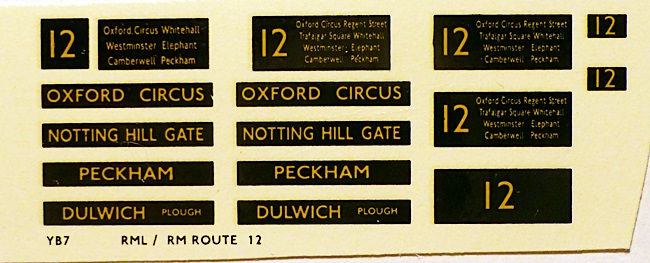 12
Oxford Circus Whitehall
Westminster Elephant
Camberwell Peckham
12
Oxford Circus Regent Street
Trafalgar Square Whitehall
Westminster Elephant
Camberwell Peckham
12
Oxford Circus Regent Street
Trafalgar Square Whitehall
Westminster Elephant
Camberwell Peckham
12
12
OXFORD CIRCUS
OXFORD CIRCUS
12
Oxford Circus Regent Street
Trafalgar Square Whitehall
Westminster Elephant
Camberwell Peckham
NOTTING HILL GATE
NOTTING HILL GATE
PECKHAM
PECKHAM
12
DULWICH PLOUGH
DULWICH PLOUGH
YB7 RML / RM ROUTE 12